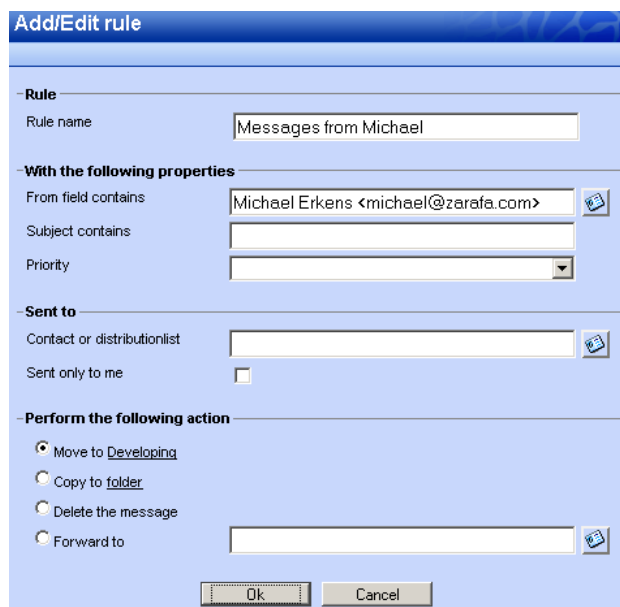 Add/Edit rule
Rule
Rule name Messages from Michael
With the following properties
From field contains Michael Erkens <michael@zarafa.com>
Subject contains
Priority
Sent to
Contact or distributionlist
Sent only to me
Perform the following action
Move to Developing
Copy to folder
Delete the message
Forward to
Ok Cancel